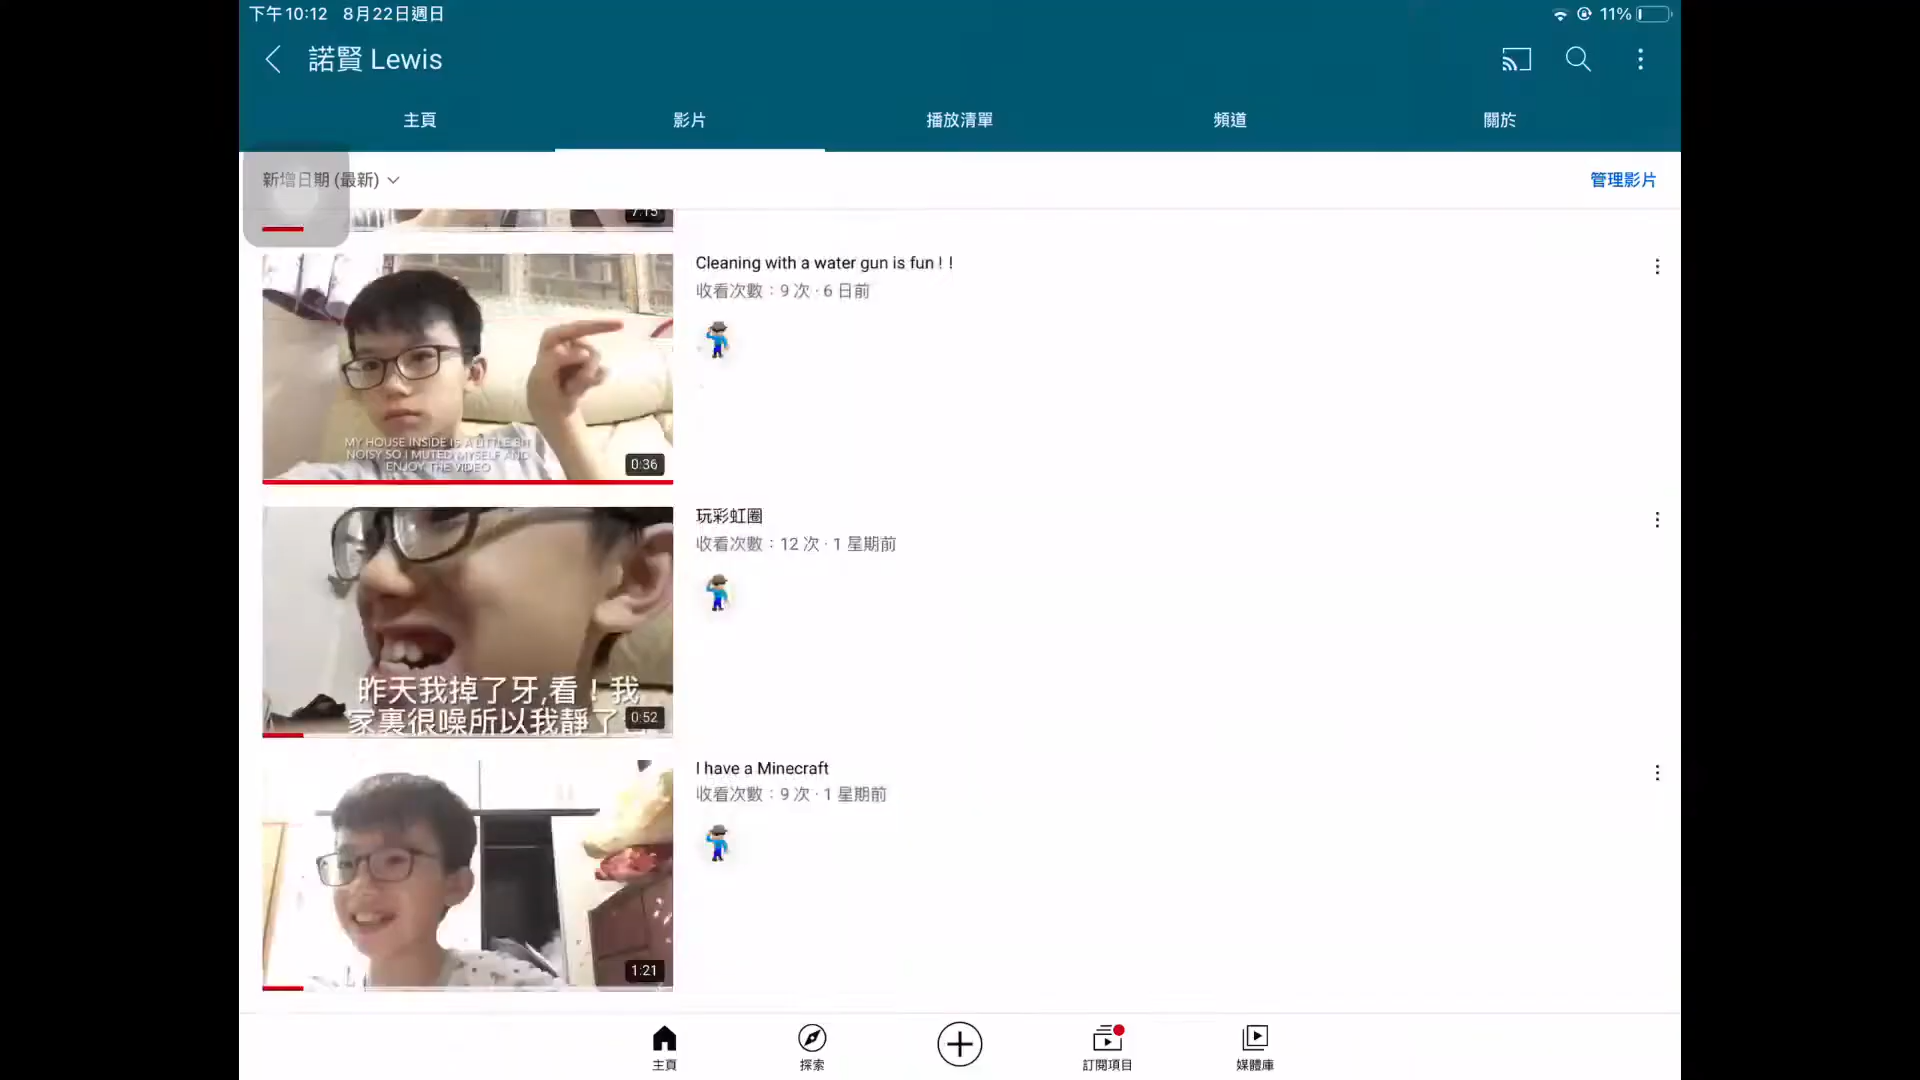 下午10:12 8月22日週日
11%
諾賢 Lewis
主頁
影片
播放清單
頻道
關於
新增日期 (最新)
管理影片
7:15
Cleaning with a water gun is fun ! !
收看次數：9 次 · 6 日前
MY HOUSE INSIDE IS A LITTLE BIT
NOISY SO I MUTED MYSELF AND
ENJOY THE VIDEO
0:36
玩彩虹圈
收看次數：12 次 · 1 星期前
昨天我掉了牙,看！我
家裏很噪所以我靜了
0:52
I have a Minecraft
收看次數：9 次 · 1 星期前
1:21
主頁
探索
訂閱項目
媒體庫